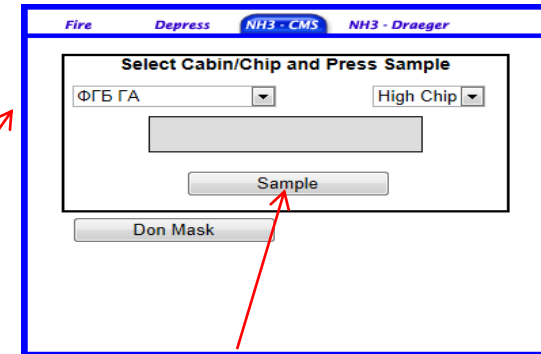 Fire Depress NH3 - CMS NH3 - Draeger
Select Cabin/Chip and Press Sample
ФГБ ГА High Chip
Sample
Don Mask